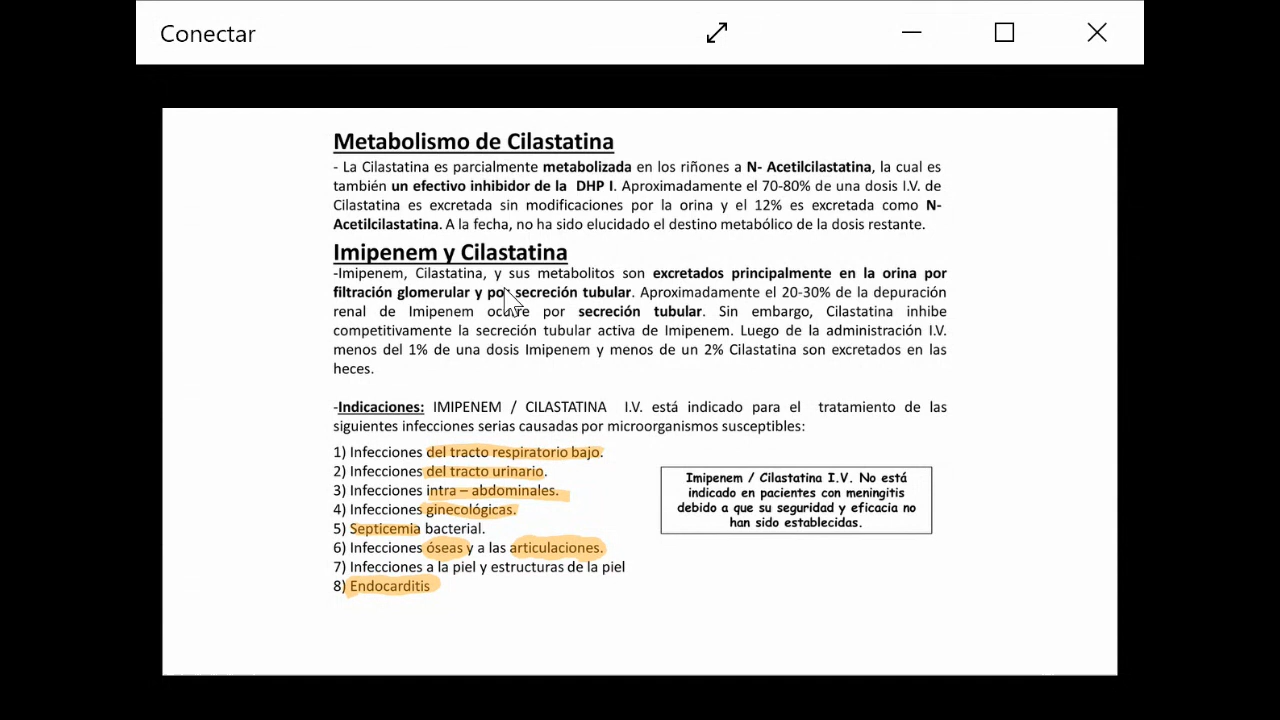 Conectar
Metabolismo de Cilastatina
- La Cilastatina es parcialmente metabolizada en los riñones a N- Acetilcilastatina, la cual es
también un efectivo inhibidor de la DHP I. Aproximadamente el 70-80% de una dosis I.V. de
Cilastatina es excretada sin modificaciones por la orina y el 12% es excretada como N-
Acetilcilastatina. A la fecha, no ha sido elucidado el destino metabólico de la dosis restante.
Imipenem y Cilastatina
-Imipenem, Cilastatina, y sus metabolitos son excretados principalmente en la orina por
filtración glomerular y por secreción tubular. Aproximadamente el 20-30% de la depuración
renal de Imipenem ocurre por secreción tubular. Sin embargo, Cilastatina inhibe
competitivamente la secreción tubular activa de Imipenem. Luego de la administración I.V.
menos del 1% de una dosis Imipenem y menos de un 2% Cilastatina son excretados en las
heces.
-Indicaciones: IMIPENEM / CILASTATINA I.V. está indicado para el tratamiento de las
siguientes infecciones serias causadas por microorganismos susceptibles:
1) Infecciones del tracto respiratorio bajo.
2) Infecciones del tracto urinario.
3) Infecciones intra – abdominales.
4) Infecciones ginecológicas.
5) Septicemia bacterial.
6) Infecciones óseas y a las articulaciones.
7) Infecciones a la piel y estructuras de la piel
8) Endocarditis
Imipenem / Cilastatina I.V. No está
indicado en pacientes con meningitis
debido a que su seguridad y eficacia no
han sido establecidas.